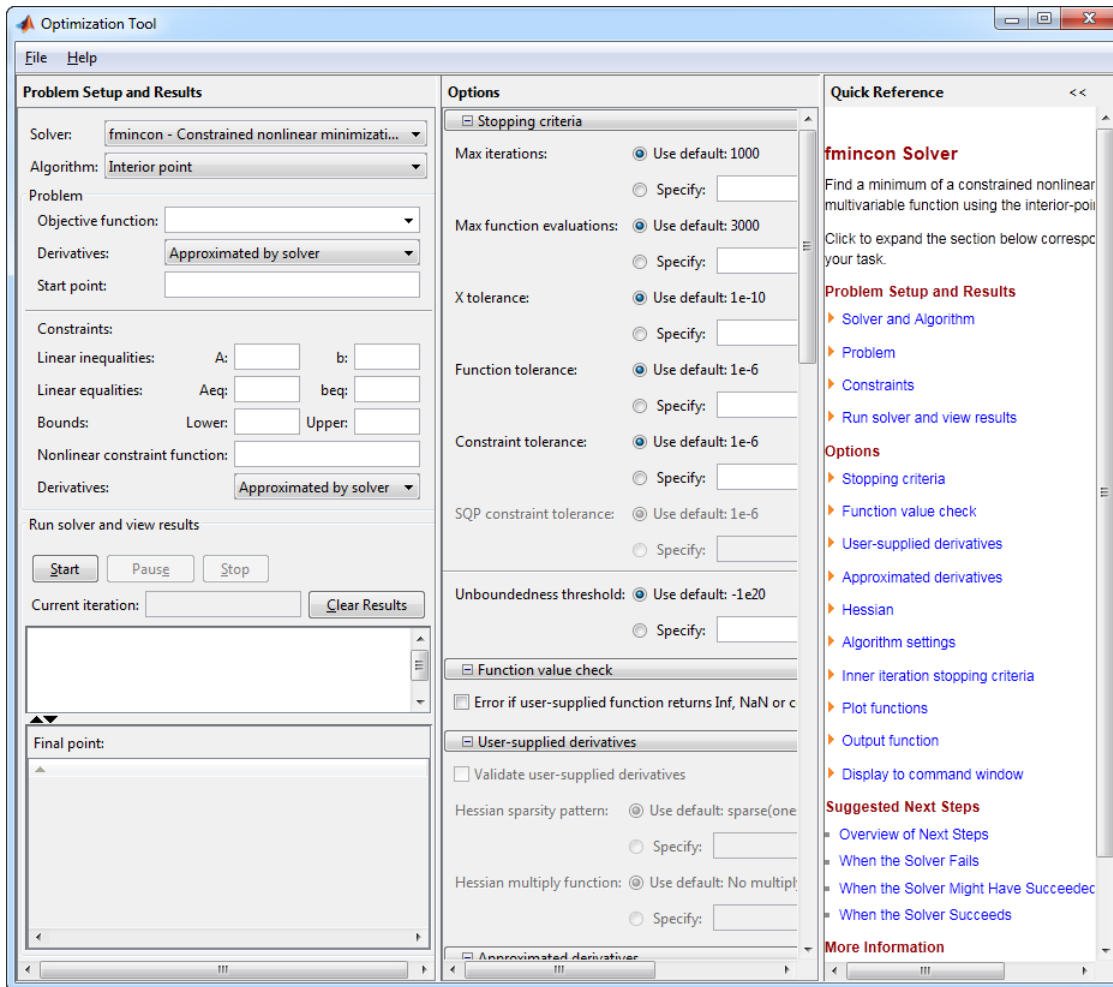 Optimization Tool
File Help
Problem Setup and Results
Solver: fmincon - Constrained nonlinear minimizati...
Algorithm: Interior point
Problem
Objective function:
Derivatives: Approximated by solver
Start point:
Constraints:
Linear inequalities: A: b:
Linear equalities: Aeq: beq:
Bounds: Lower: Upper:
Nonlinear constraint function:
Derivatives: Approximated by solver
Run solver and view results
Start Pause Stop
Current iteration: Clear Results
Final point:
Options
Stopping criteria
Max iterations: Use default: 1000
Specify:
Max function evaluations: Use default: 3000
Specify:
X tolerance: Use default: 1e-10
Specify:
Function tolerance: Use default: 1e-6
Specify:
Constraint tolerance: Use default: 1e-6
Specify:
SQP constraint tolerance: Use default: 1e-6
Specify:
Unboundedness threshold: Use default: -1e20
Specify:
Function value check
Error if user-supplied function returns Inf, NaN or c
User-supplied derivatives
Validate user-supplied derivatives
Hessian sparsity pattern: Use default: sparse(one
Specify:
Hessian multiply function: Use default: No multipl
Specify:
Approximated derivatives
Quick Reference <<
fmincon Solver
Find a minimum of a constrained nonlinear
multivariable function using the interior-poi
Click to expand the section below correspo
your task.
Problem Setup and Results
Solver and Algorithm
Problem
Constraints
Run solver and view results
Options
Stopping criteria
Function value check
User-supplied derivatives
Approximated derivatives
Hessian
Algorithm settings
Inner iteration stopping criteria
Plot functions
Output function
Display to command window
Suggested Next Steps
Overview of Next Steps
When the Solver Fails
When the Solver Might Have Succeeded
When the Solver Succeeds
More Information